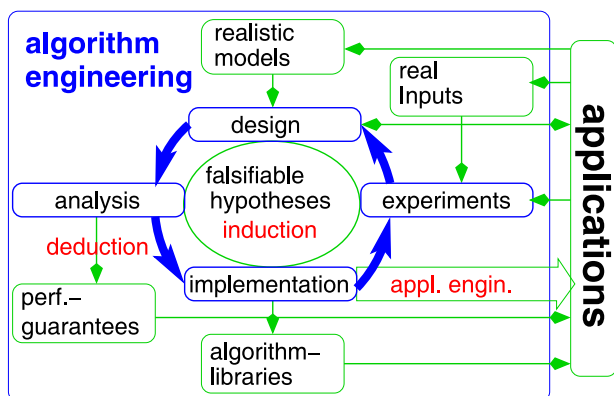 algorithm
engineering
realistic
models
real
Inputs
design
falsifiable
hypotheses
induction
analysis
experiments
deduction
implementation
appl. engin.
perf.–
guarantees
algorithm–
libraries
applications